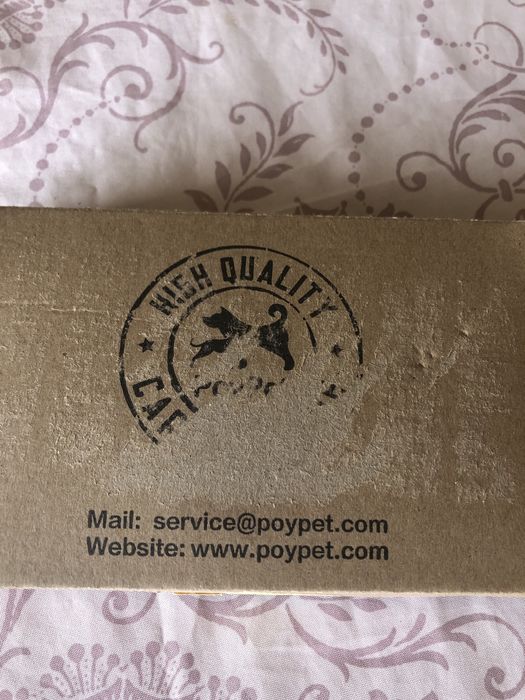 HIGH QUALITY
Mail: service@poypet.com
Website: www.poypet.com